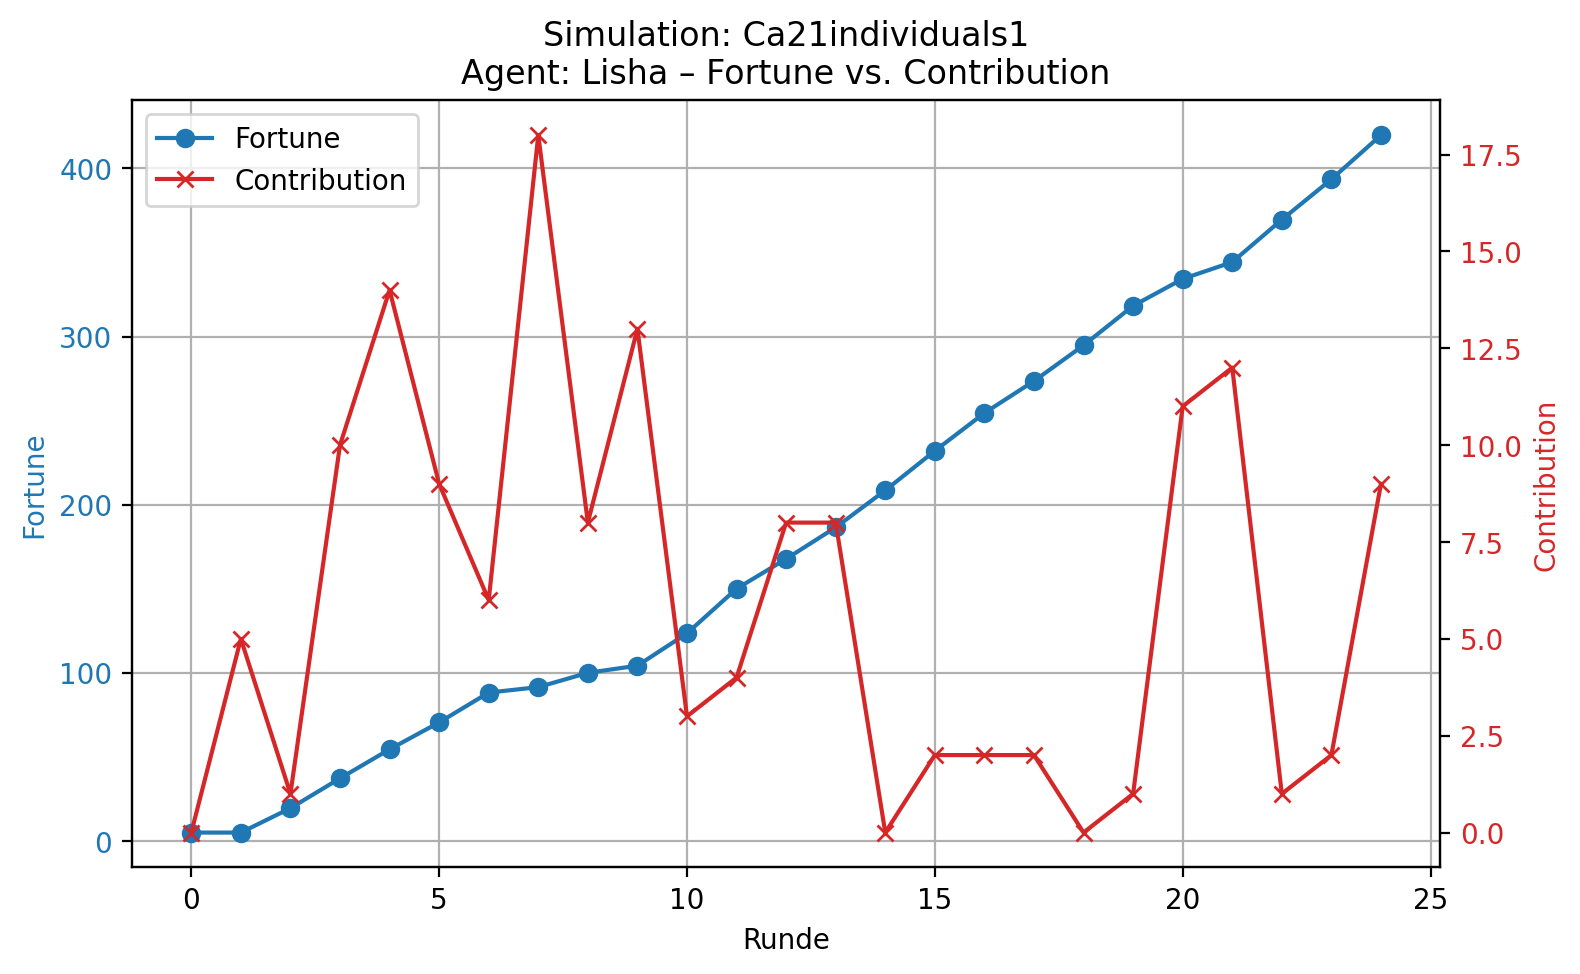 Simulation: Ca21individuals1
Agent: Lisha – Fortune vs. Contribution
Fortune
Contribution
400
300
200
100
0
Fortune
17.5
15.0
12.5
10.0
7.5
5.0
2.5
0.0
Contribution
0 5 10 15 20 25
Runde